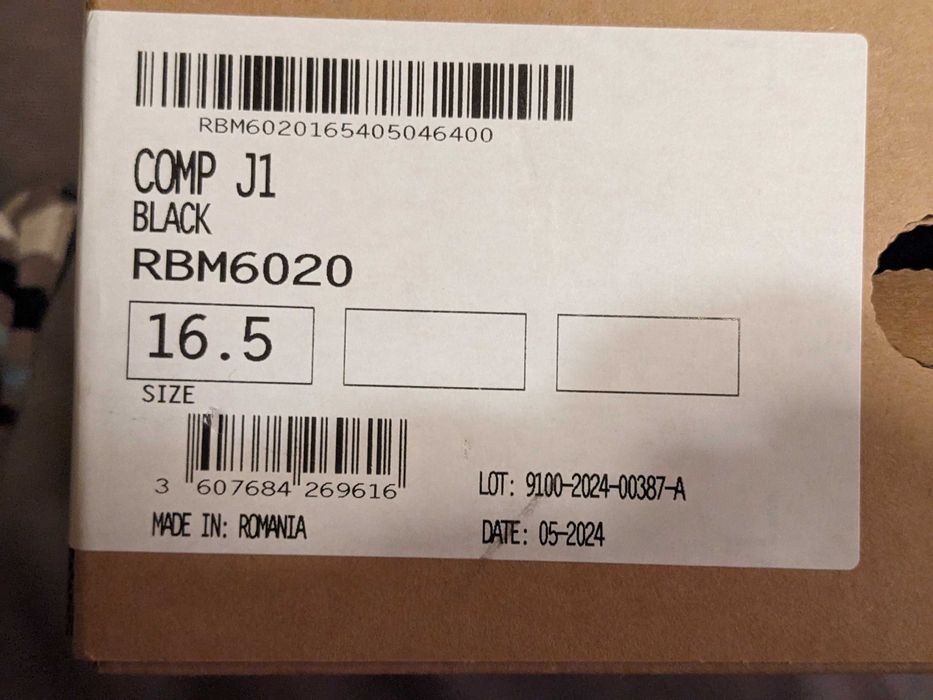 RBM6020165405046400
COMP J1
BLACK
RBM6020
16.5
SIZE
3 607684 269616
LOT: 9100-2024-00387-A
MADE IN: ROMANIA
DATE: 05-2024